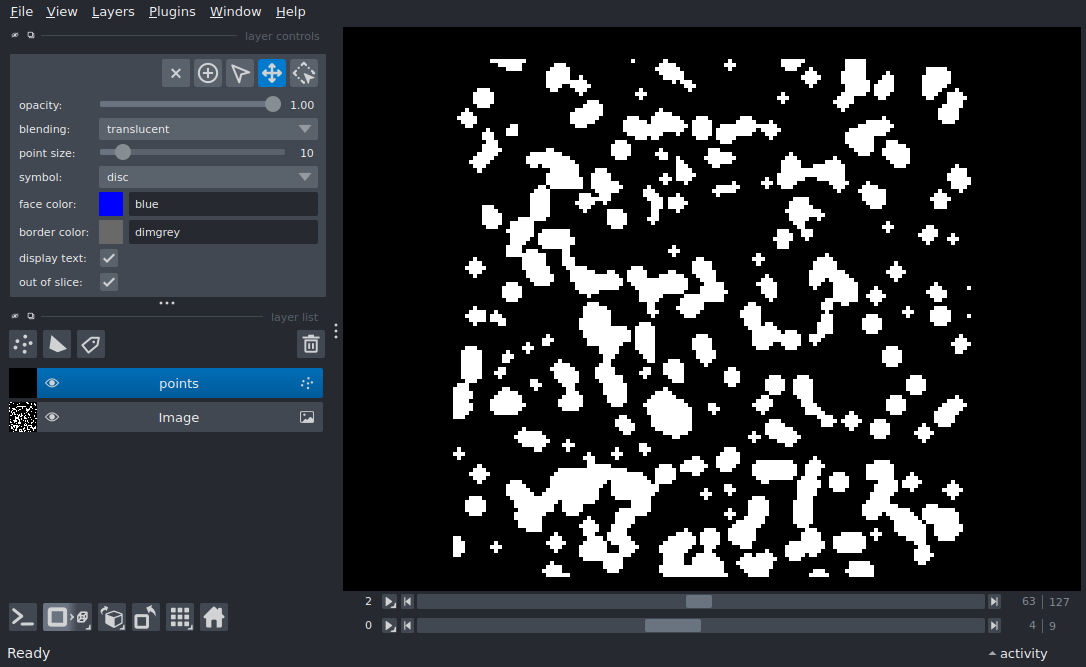 File View Layers Plugins Window Help
layer controls
opacity: 1.00
blending: translucent
point size: 10
symbol: disc
face color: blue
border color: dimgrey
display text:
out of slice:
layer list
points
Image
2 63 | 127
0 4 | 9
Ready activity